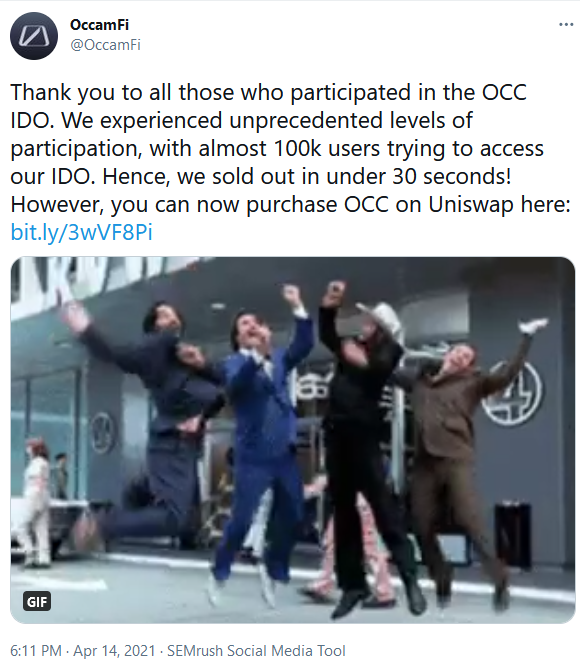 OccamFi
@OccamFi
Thank you to all those who participated in the OCC
IDO. We experienced unprecedented levels of
participation, with almost 100k users trying to access
our IDO. Hence, we sold out in under 30 seconds!
However, you can now purchase OCC on Uniswap here:
bit.ly/3wVF8Pi
GIF
6:11 PM · Apr 14, 2021 · SEMrush Social Media Tool